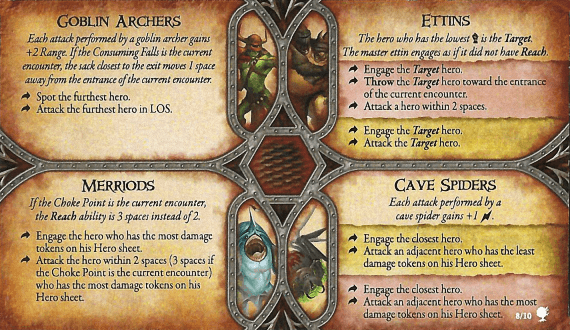 GOBLIN ARCHERS
Each attack performed by a goblin archer gains
+2 Range. If the Consuming Falls is the current
encounter, the sack closest to the exit moves 1 space
away from the entrance of the current encounter.
Spot the furthest hero.
Attack the furthest hero in LOS.
ETTINS
The hero who has the lowest is the Target.
The master ettin engages as if it did not have Reach.
Engage the Target hero.
Throw the Target hero toward the entrance
of the current encounter.
Attack a hero within 2 spaces.
Engage the Target hero.
Attack the Target hero.
MERRIODS
If the Choke Point is the current encounter,
the Reach ability is 3 spaces instead of 2.
Engage the hero who has the most damage
tokens on his Hero sheet.
Attack the hero within 2 spaces (3 spaces if
the Choke Point is the current encounter)
who has the most damage tokens on his
Hero sheet.
CAVE SPIDERS
Each attack performed by a
cave spider gains +1 .
Engage the closest hero.
Attack an adjacent hero who has the least
damage tokens on his Hero sheet.
Engage the closest hero.
Attack an adjacent hero who has the most
damage tokens on his Hero sheet.
8/10